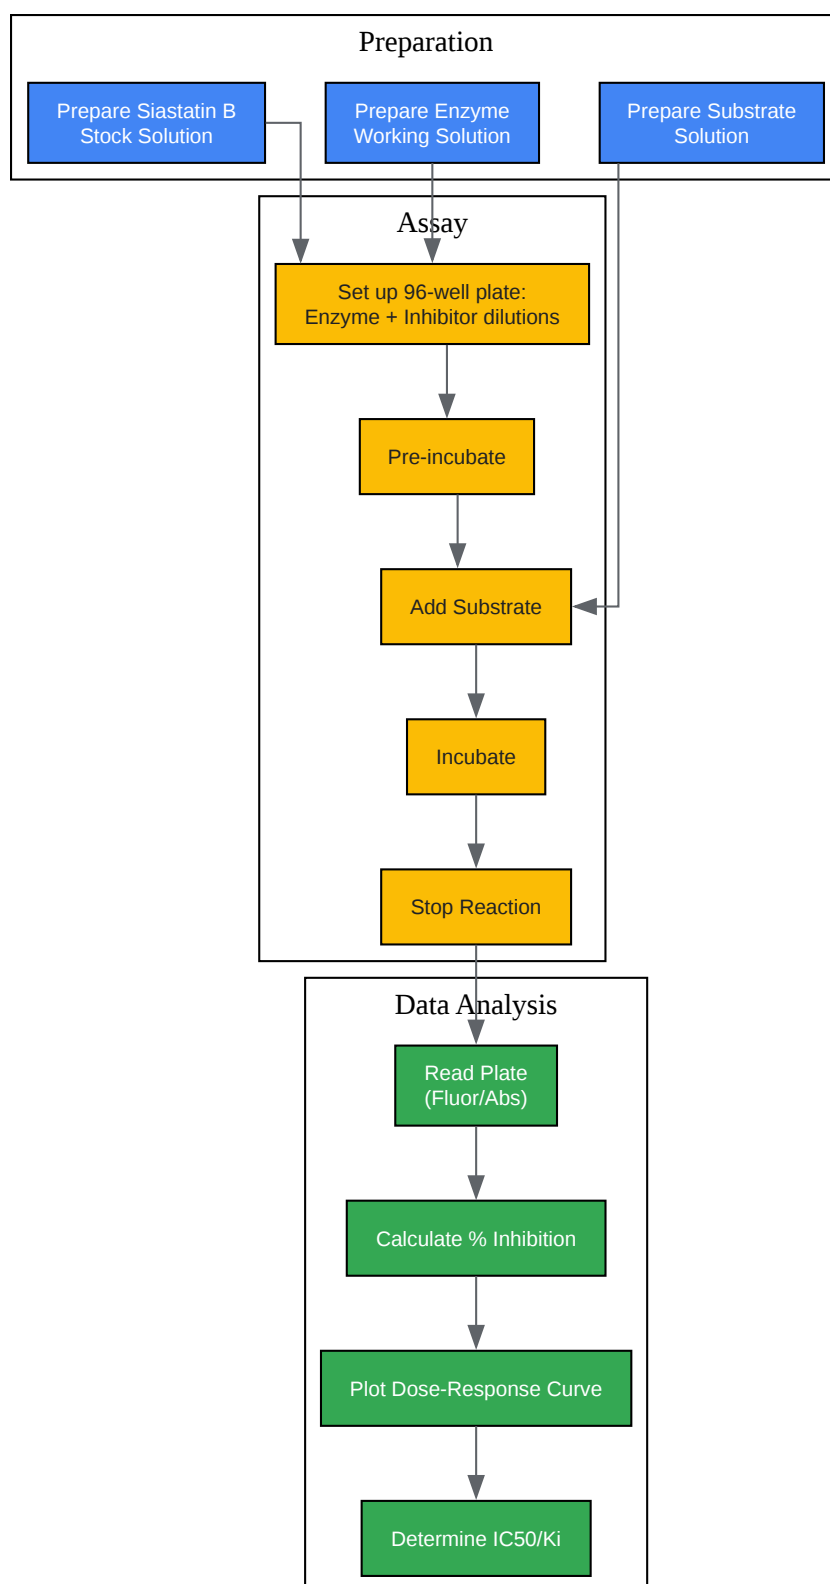 Preparation
Prepare Siastatin B
Stock Solution
Prepare Enzyme
Working Solution
Prepare Substrate
Solution
Assay
Set up 96-well plate:
Enzyme + Inhibitor dilutions
Pre-incubate
Add Substrate
Incubate
Stop Reaction
Data Analysis
Read Plate
(Fluor/Abs)
Calculate % Inhibition
Plot Dose-Response Curve
Determine IC50/Ki